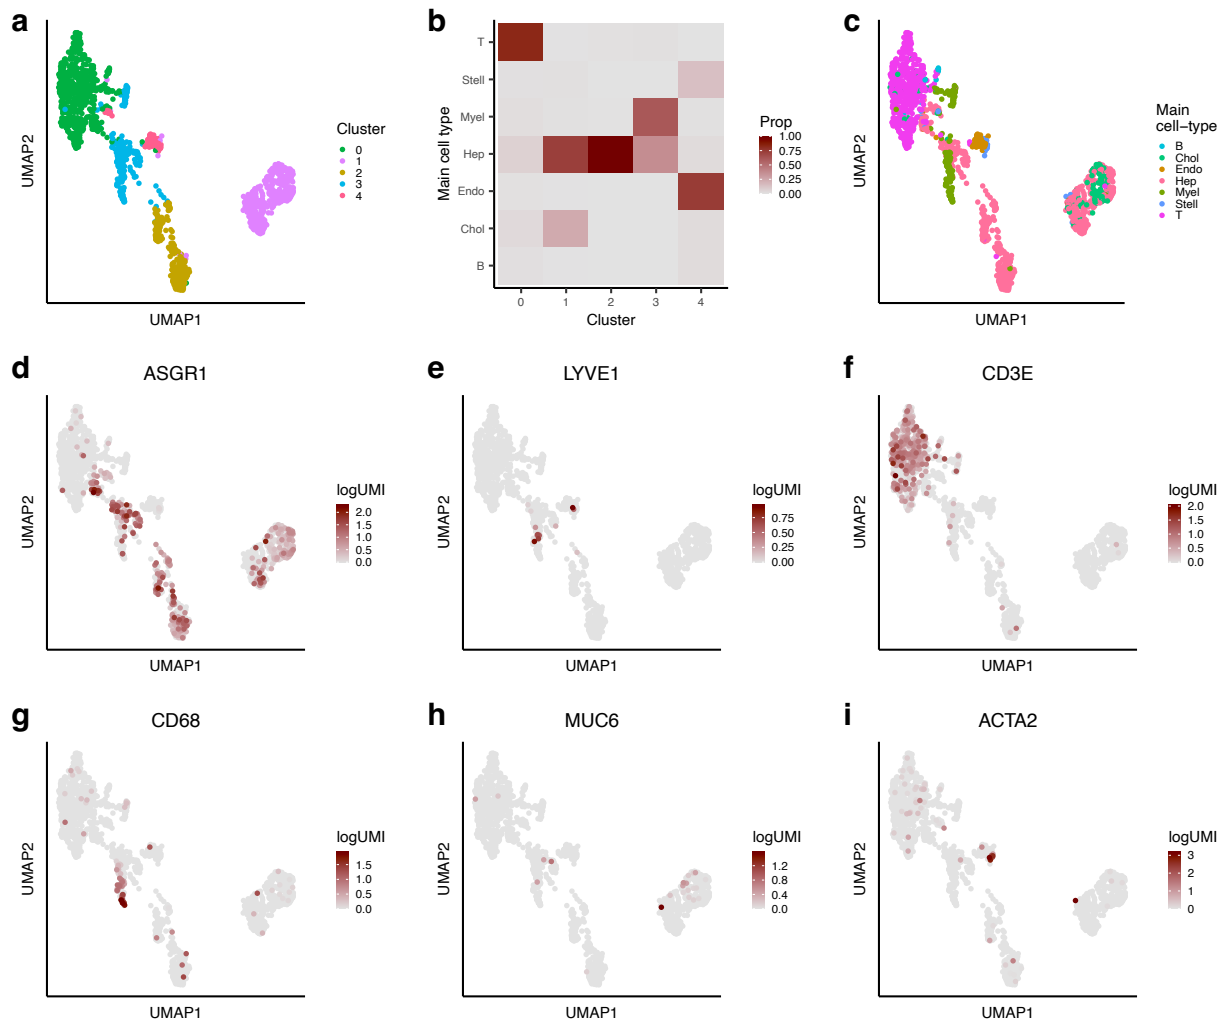 a
UMAP2
UMAP1
Cluster
0
1
2
3
4
b
Main cell type
T
Stell
Myel
Hep
Endo
Chol
B
0 1 2 3 4
Cluster
Prop
1.00
0.75
0.50
0.25
0.00
c
UMAP2
UMAP1
Main
cell−type
B
Chol
Endo
Hep
Myel
Stell
T
d
ASGR1
UMAP2
UMAP1
logUMI
2.0
1.5
1.0
0.5
0.0
e
LYVE1
UMAP2
UMAP1
logUMI
0.75
0.50
0.25
0.00
f
CD3E
UMAP2
UMAP1
logUMI
2.0
1.5
1.0
0.5
0.0
g
CD68
UMAP2
UMAP1
logUMI
1.5
1.0
0.5
0.0
h
MUC6
UMAP2
UMAP1
logUMI
1.2
0.8
0.4
0.0
i
ACTA2
UMAP2
UMAP1
logUMI
3
2
1
0